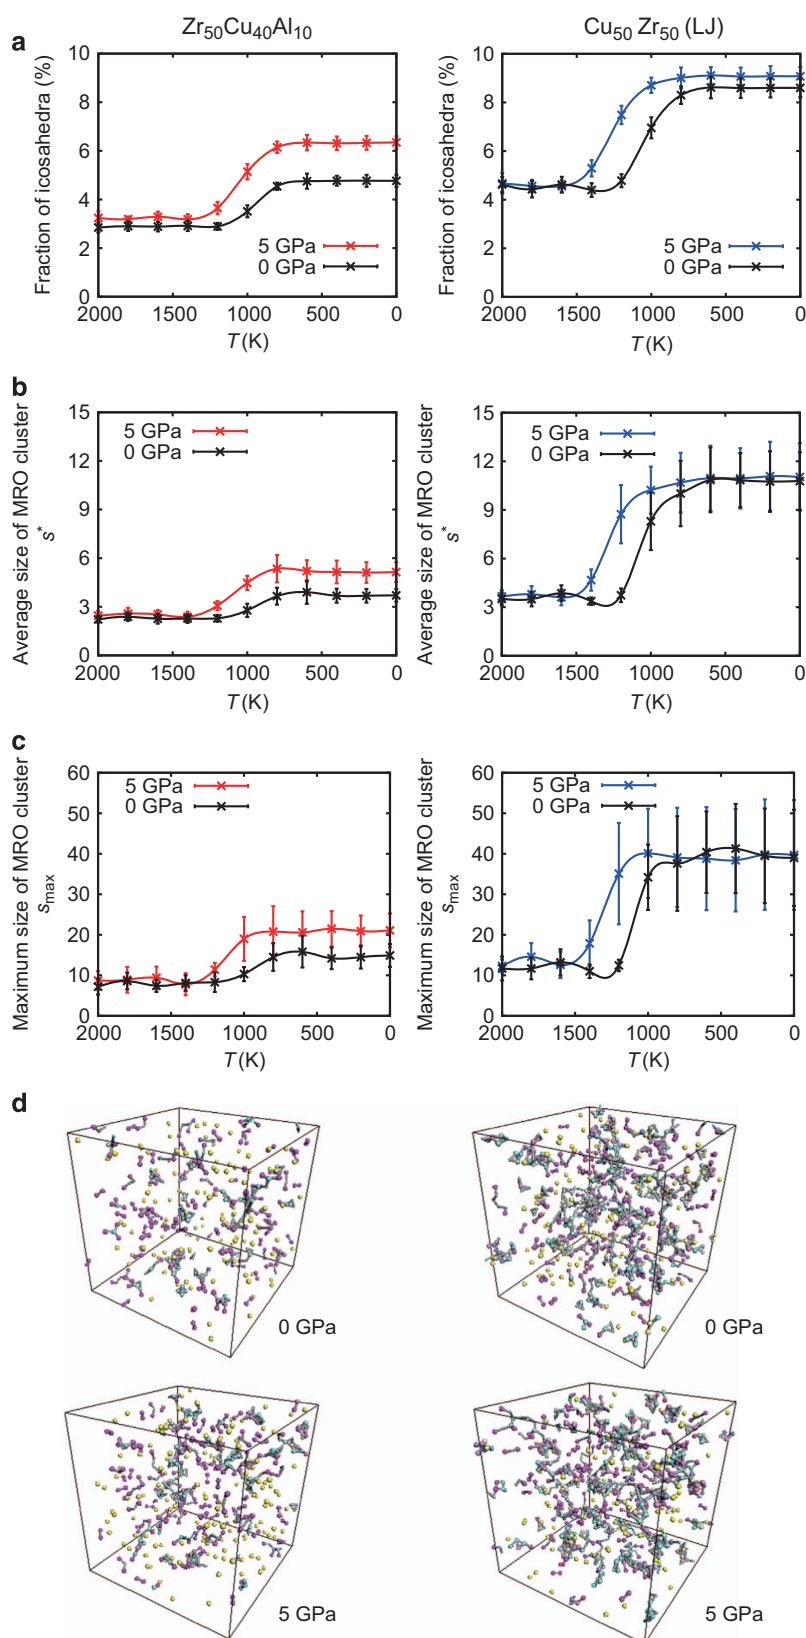 Zr50Cu40Al10
Cu50 Zr50 (LJ)
a
Fraction of icosahedra (%)
10
8
6
4
2
0
5 GPa
0 GPa
2000 1500 1000 500 0
T (K)
Fraction of icosahedra (%)
10
8
6
4
2
0
5 GPa
0 GPa
2000 1500 1000 500 0
T (K)
b
Average size of MRO cluster
s*
15
12
9
6
3
0
5 GPa
0 GPa
2000 1500 1000 500 0
T (K)
Average size of MRO cluster
s*
15
12
9
6
3
0
5 GPa
0 GPa
2000 1500 1000 500 0
T (K)
c
Maximum size of MRO cluster
smax
60
50
40
30
20
10
0
5 GPa
0 GPa
2000 1500 1000 500 0
T (K)
Maximum size of MRO cluster
smax
60
50
40
30
20
10
0
5 GPa
0 GPa
2000 1500 1000 500 0
T (K)
d
0 GPa
0 GPa
5 GPa
5 GPa